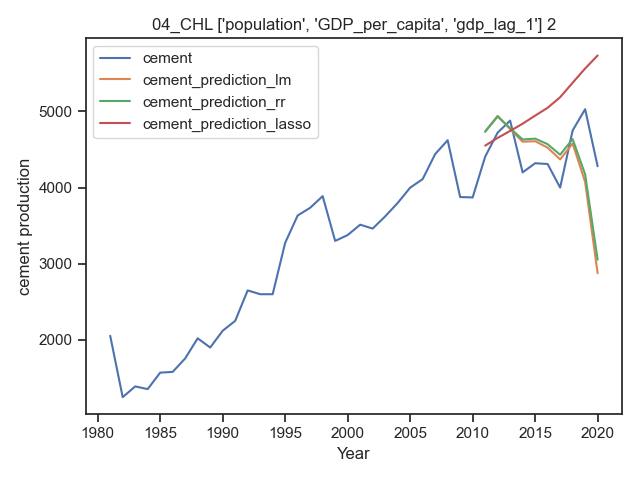 04_CHL ['population', 'GDP_per_capita', 'gdp_lag_1'] 2
cement
cement_prediction_lm
cement_prediction_rr
cement_prediction_lasso
cement production
5000
4000
3000
2000
1980
1985
1990
1995
2000
2005
2010
2015
2020
Year